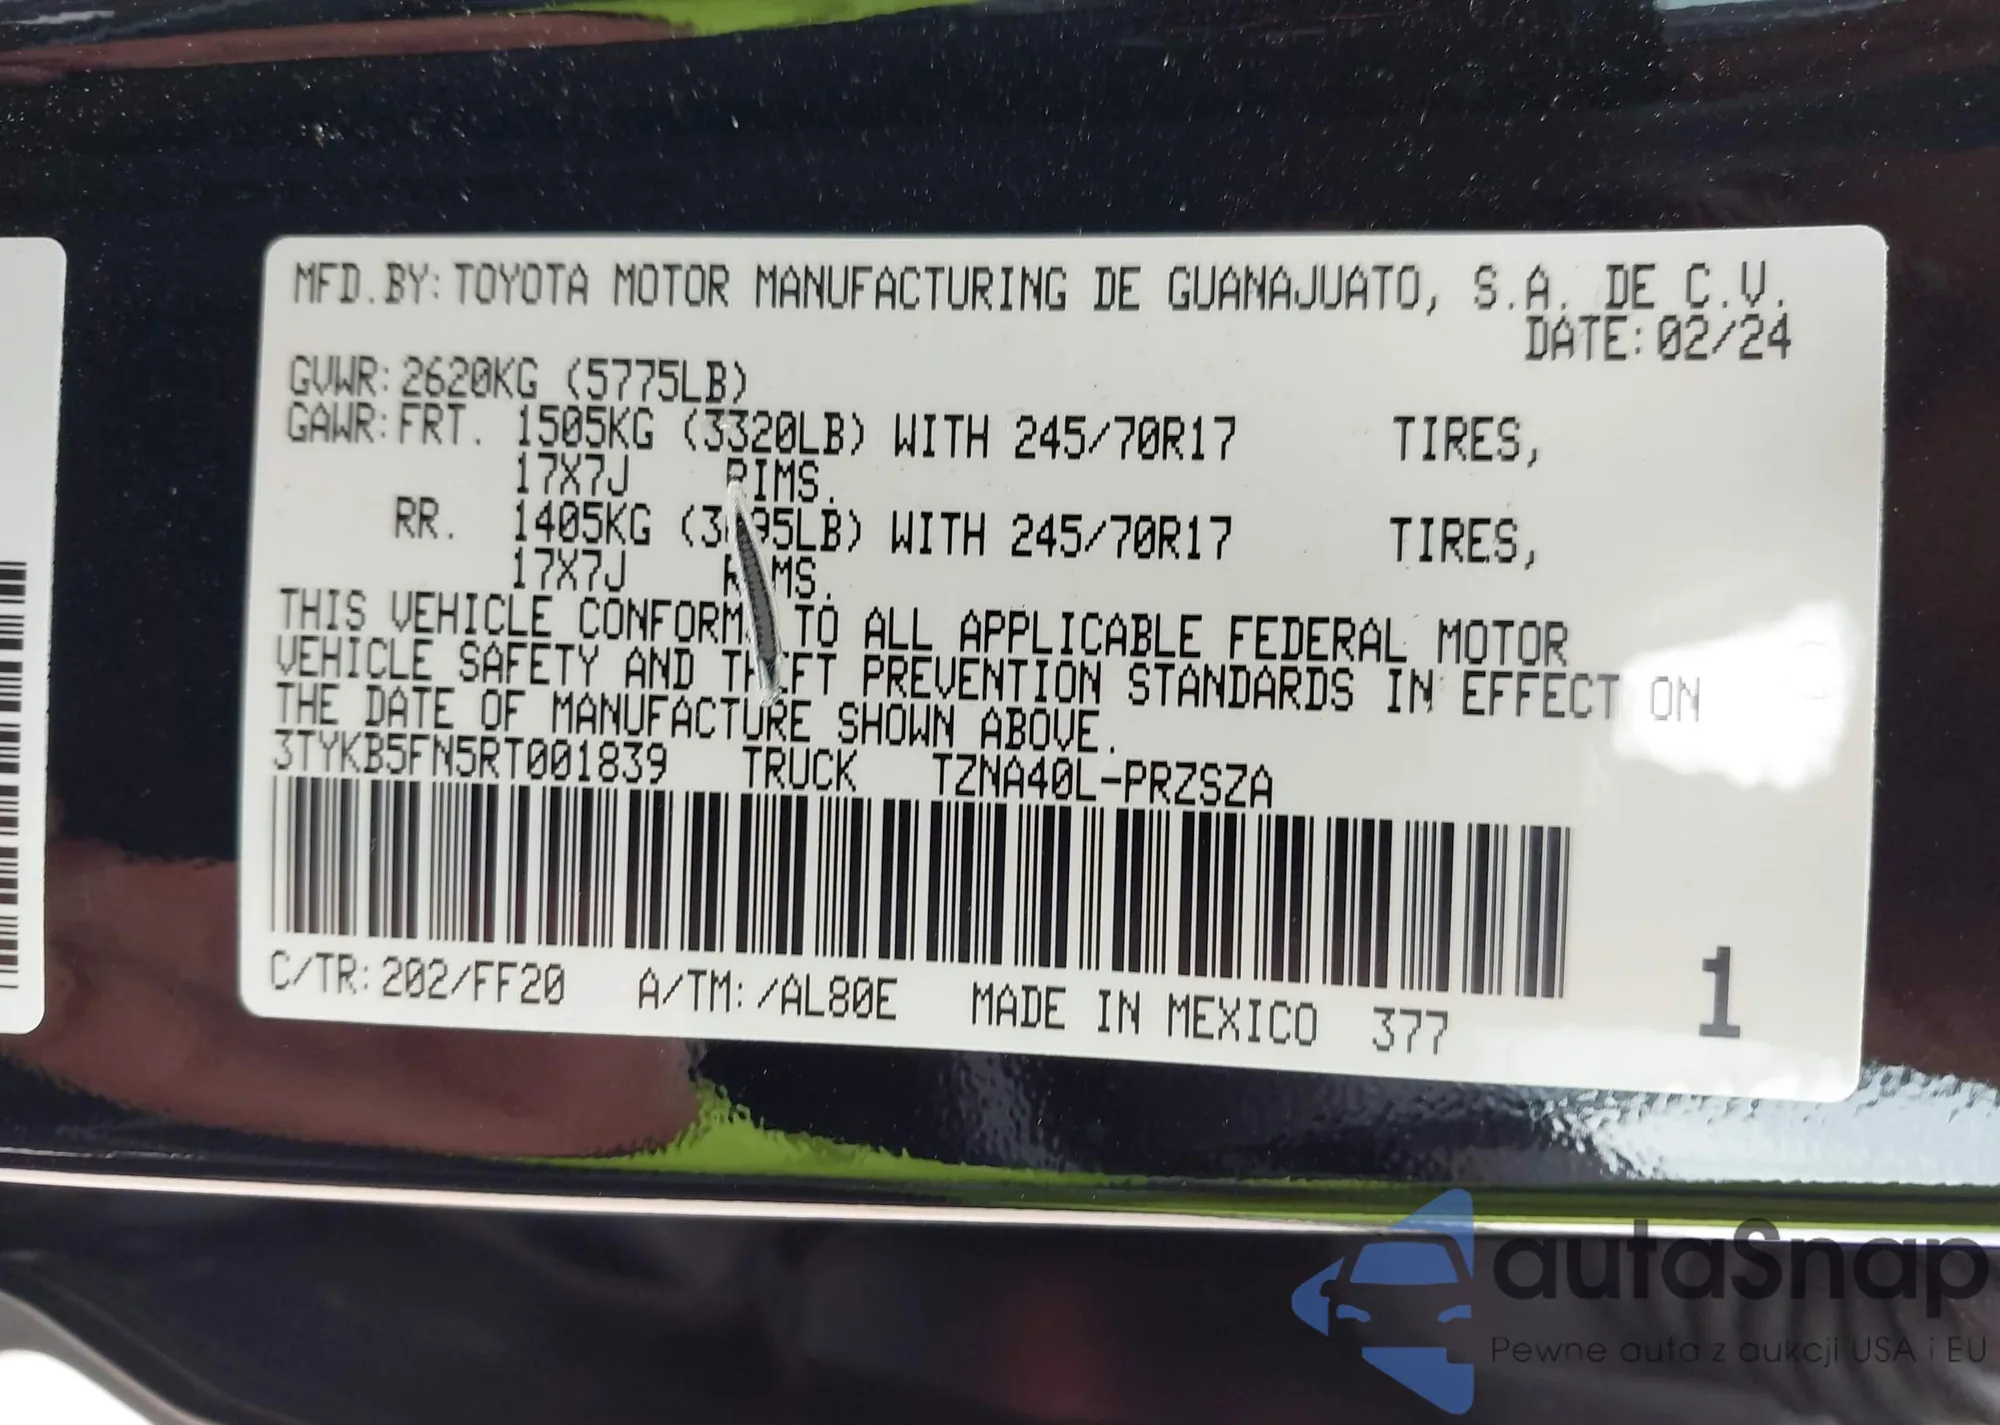 MFD.BY:TOYOTA MOTOR MANUFACTURING DE GUANAJUATO, S.A. DE C.V.
DATE:02/24
GVWR:2620KG (5775LB)
GAWR:FRT. 1505KG (3320LB) WITH 245/70R17 TIRES,
17X7J RIMS.
RR. 1405KG WITH 245/70R17 TIRES,
17X7J
THIS VEHICLE TO ALL APPLICABLE FEDERAL MOTOR
VEHICLE SAFETY AND PREVENTION STANDARDS IN EFFECT ON
THE DATE OF MANUFACTURE SHOWN ABOVE.
3TYKB5FN5RT001839 TRUCK TZNA40L-PRZSZA
C/TR:202/FF20 A/TM:/AL80E MADE IN MEXICO 377
1
autaSnap
Pewne auta z aukcji USA i EU